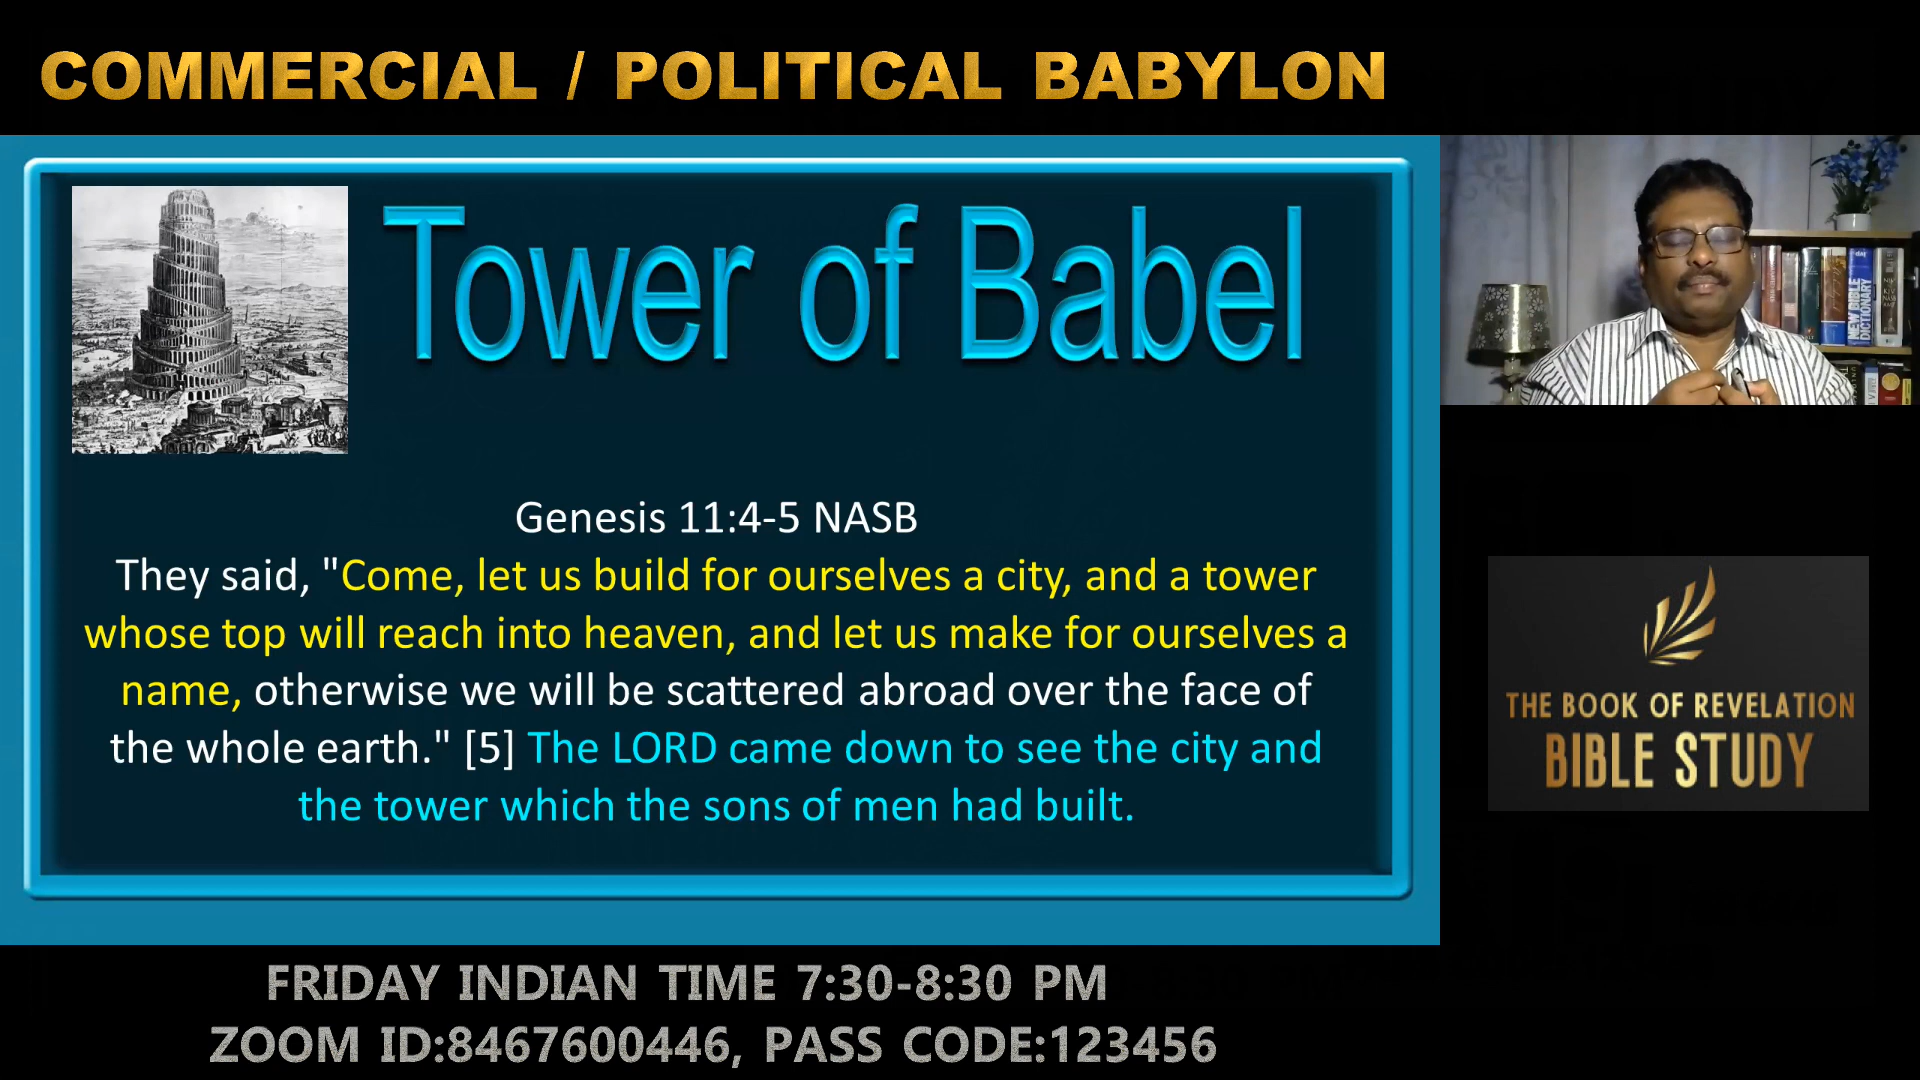 COMMERCIAL / POLITICAL BABYLON
Tower of Babel
Genesis 11:4-5 NASB
They said, "Come, let us build for ourselves a city, and a tower
whose top will reach into heaven, and let us make for ourselves a
name, otherwise we will be scattered abroad over the face of
the whole earth." [5] The LORD came down to see the city and
the tower which the sons of men had built.
NEW BIBLE
DICTIONARY
THE BOOK OF REVELATION
BIBLE STUDY
FRIDAY INDIAN TIME 7:30-8:30 PM
ZOOM ID:8467600446, PASS CODE:123456